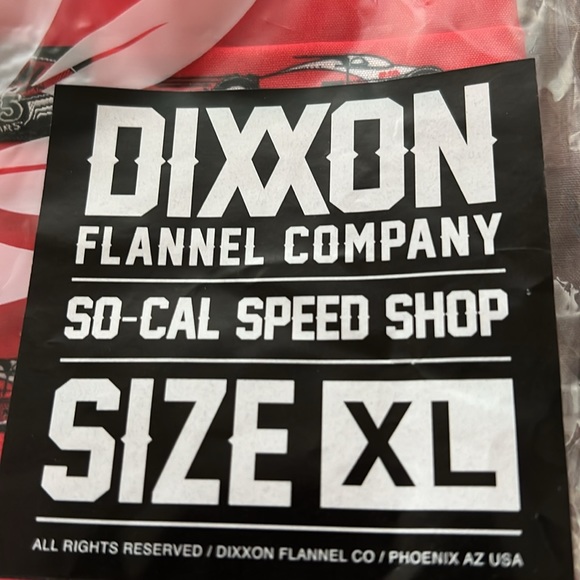 DIXXON
FLANNEL COMPANY
SO-CAL SPEED SHOP
SIZE XL
ALL RIGHTS RESERVED / DIXXON FLANNEL CO / PHOENIX AZ USA